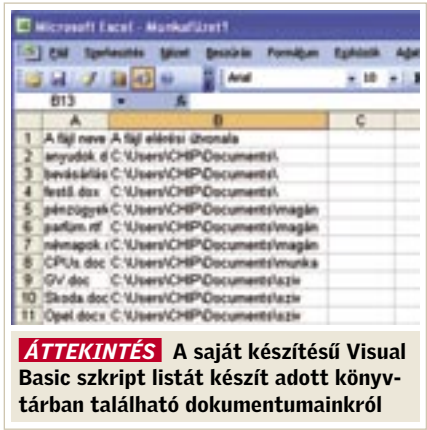 Microsoft Excel - Munkafüzet1
Fájl Szerkesztés Nézet Beszúrás Formátum Eszközök
Arial 10
B13
A B C
1 A fájl neve A fájl elérési útvonala
2 anyudok.d C:\Users\CHIP\Documents\
3 bevásárlás C:\Users\CHIP\Documents\
4 festő.dox C:\Users\CHIP\Documents\
5 pénzügyek C:\Users\CHIP\Documents\magán
6 parfüm.rtf C:\Users\CHIP\Documents\magán
7 névnapok.( C:\Users\CHIP\Documents\magán
8 CPUs.doc C:\Users\CHIP\Documents\munka
9 GV.doc C:\Users\CHIP\Documents\aziv
10 Skoda.doc C:\Users\CHIP\Documents\aziv
11 Opel.docx C:\Users\CHIP\Documents\aziv
ÁTTEKINTÉS A saját készítésű Visual
Basic szkript listát készít adott könyv-
tárban található dokumentumainkról